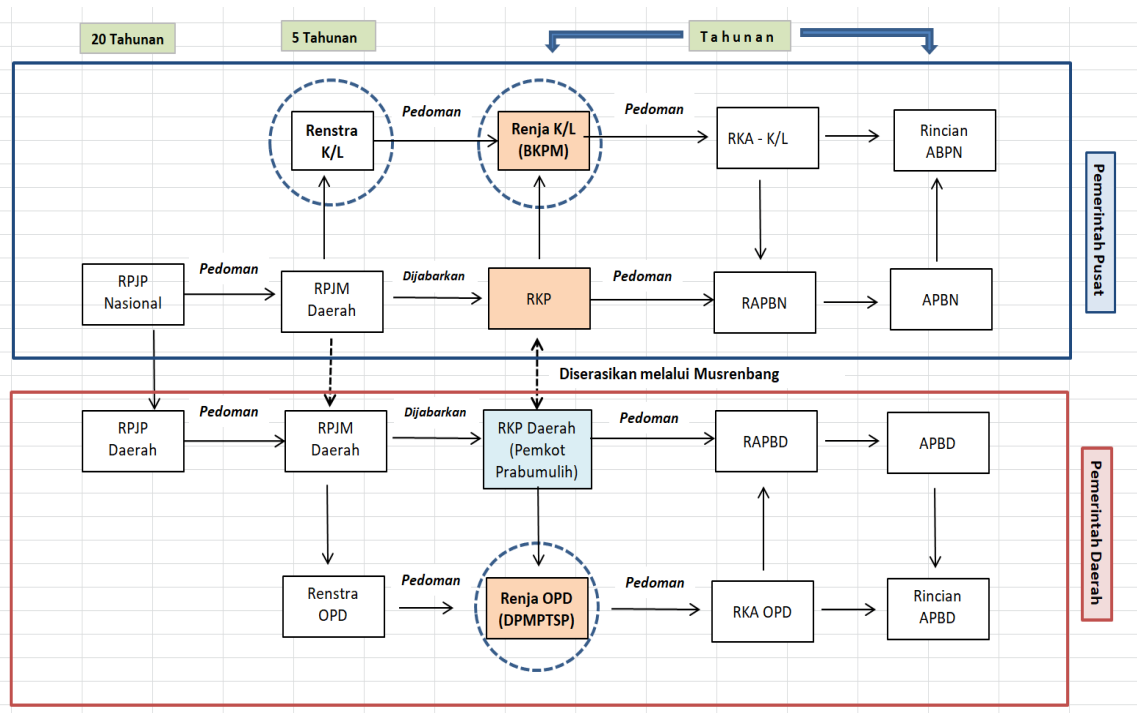 20 Tahunan
5 Tahunan
T a h u n a n
Renstra
K/L
Pedoman
Renja K/L
(BKPM)
Pedoman
RKA - K/L
Rincian
ABPN
Pemerintah Pusat
RPJP
Nasional
Pedoman
RPJM
Daerah
Dijabarkan
RKP
Pedoman
RAPBN
APBN
Diserasikan melalui Musrenbang
RPJP
Daerah
Pedoman
RPJM
Daerah
Dijabarkan
RKP Daerah
(Pemkot
Prabumulih)
Pedoman
RAPBD
APBD
Pemerintah Daerah
Renstra
OPD
Pedoman
Renja OPD
(DPMPTSP)
Pedoman
RKA OPD
Rincian
APBD